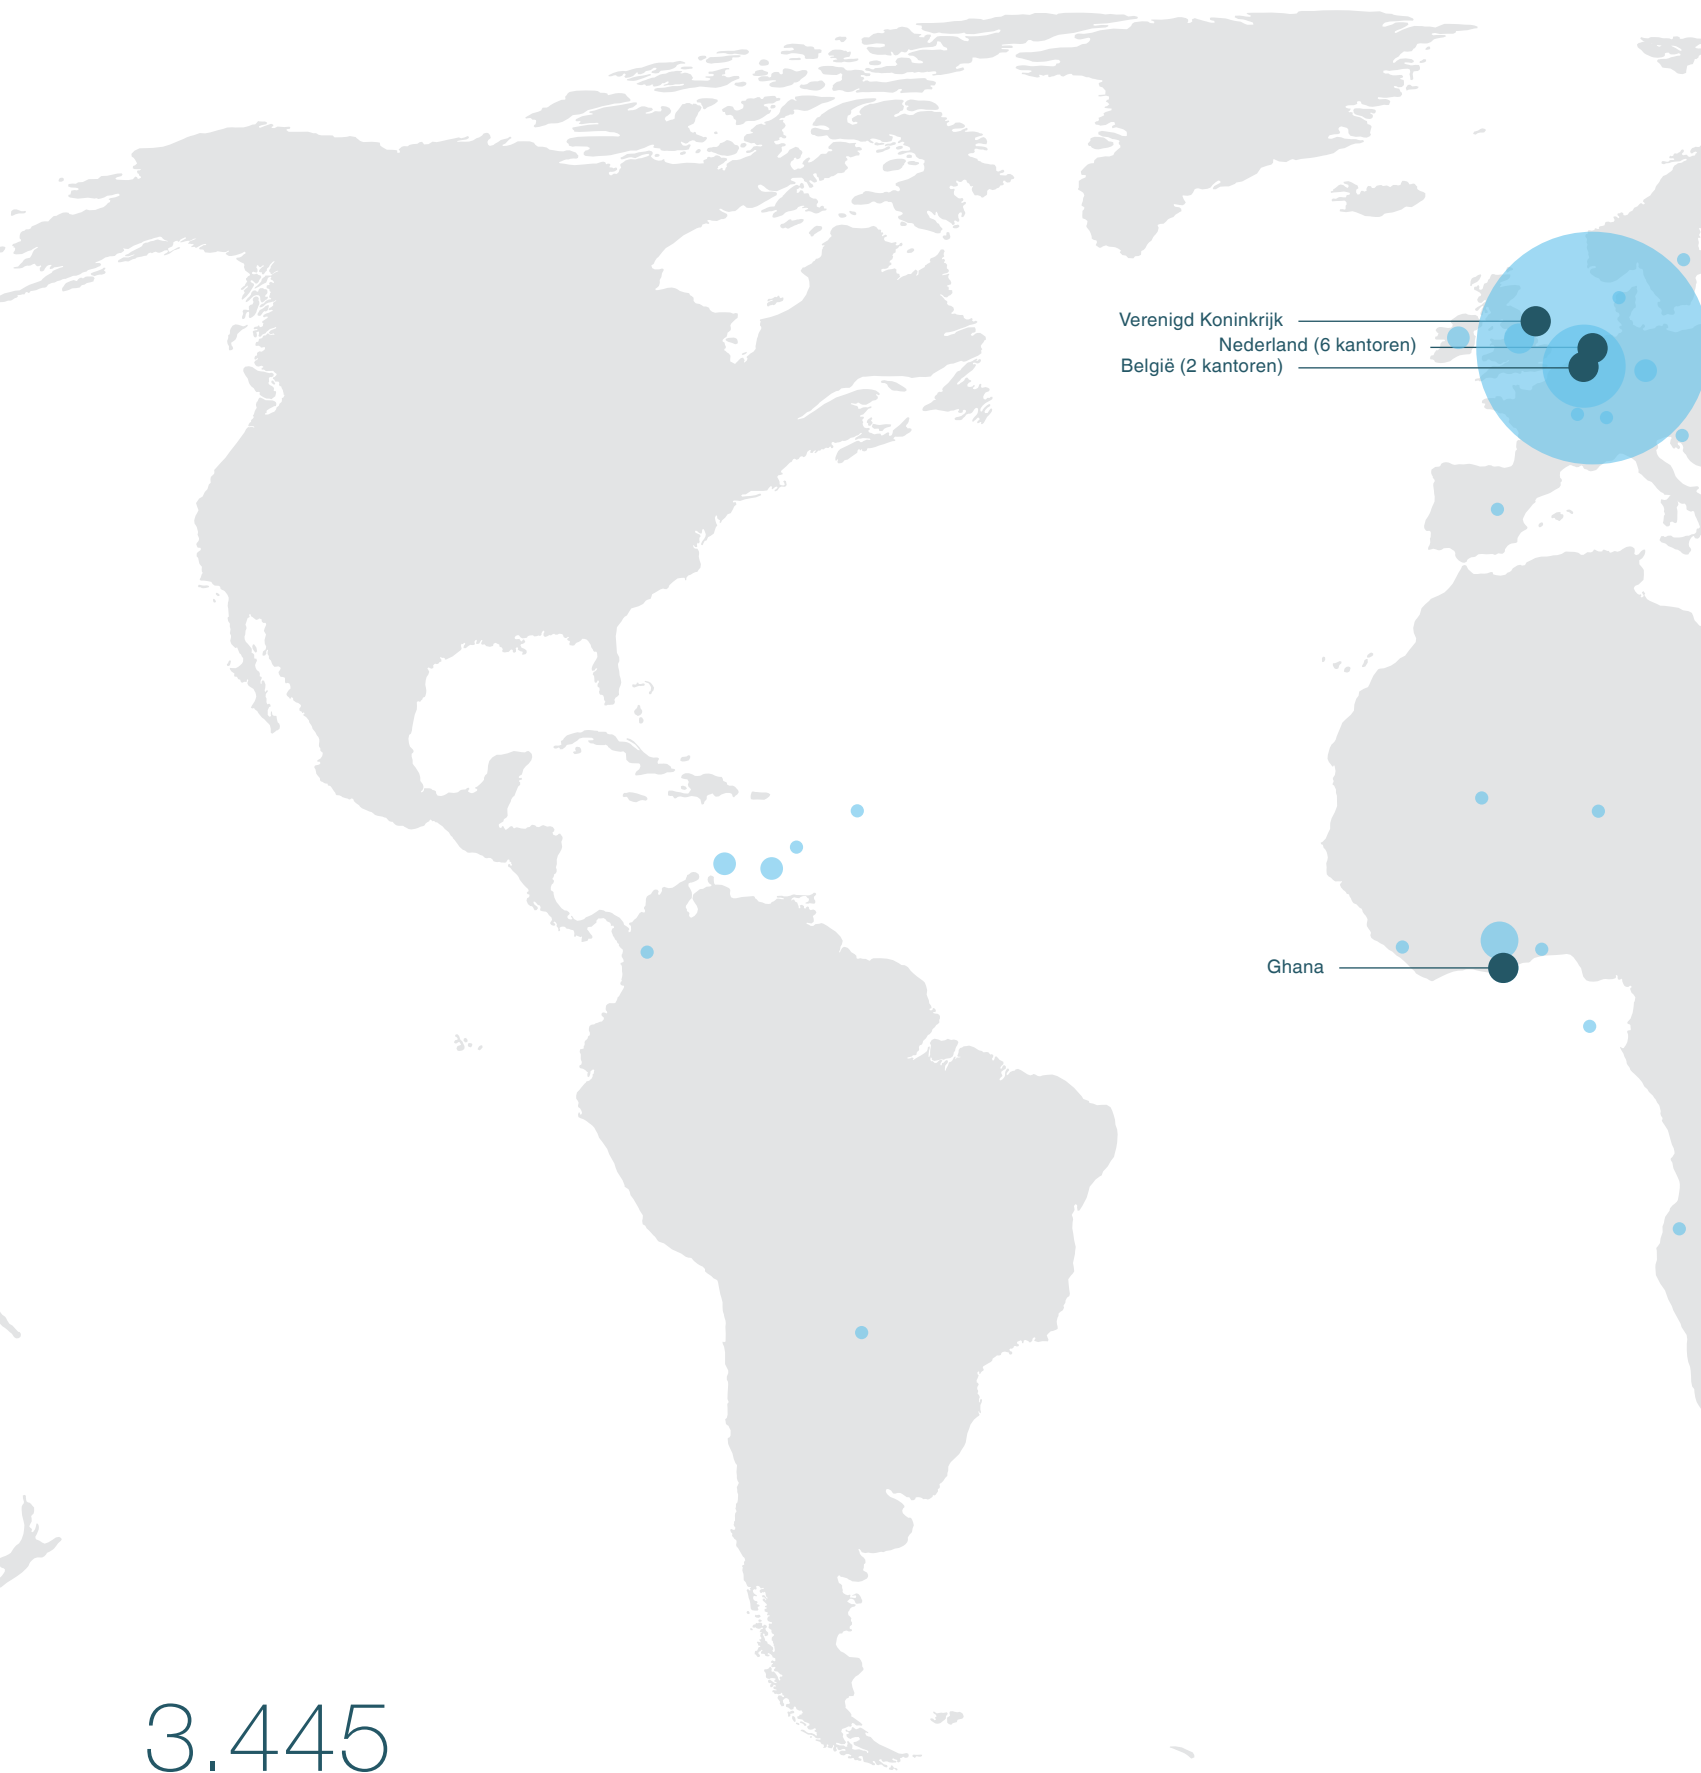 Verenigd Koninkrijk
Nederland (6 kantoren)
België (2 kantoren)
Ghana
3.445